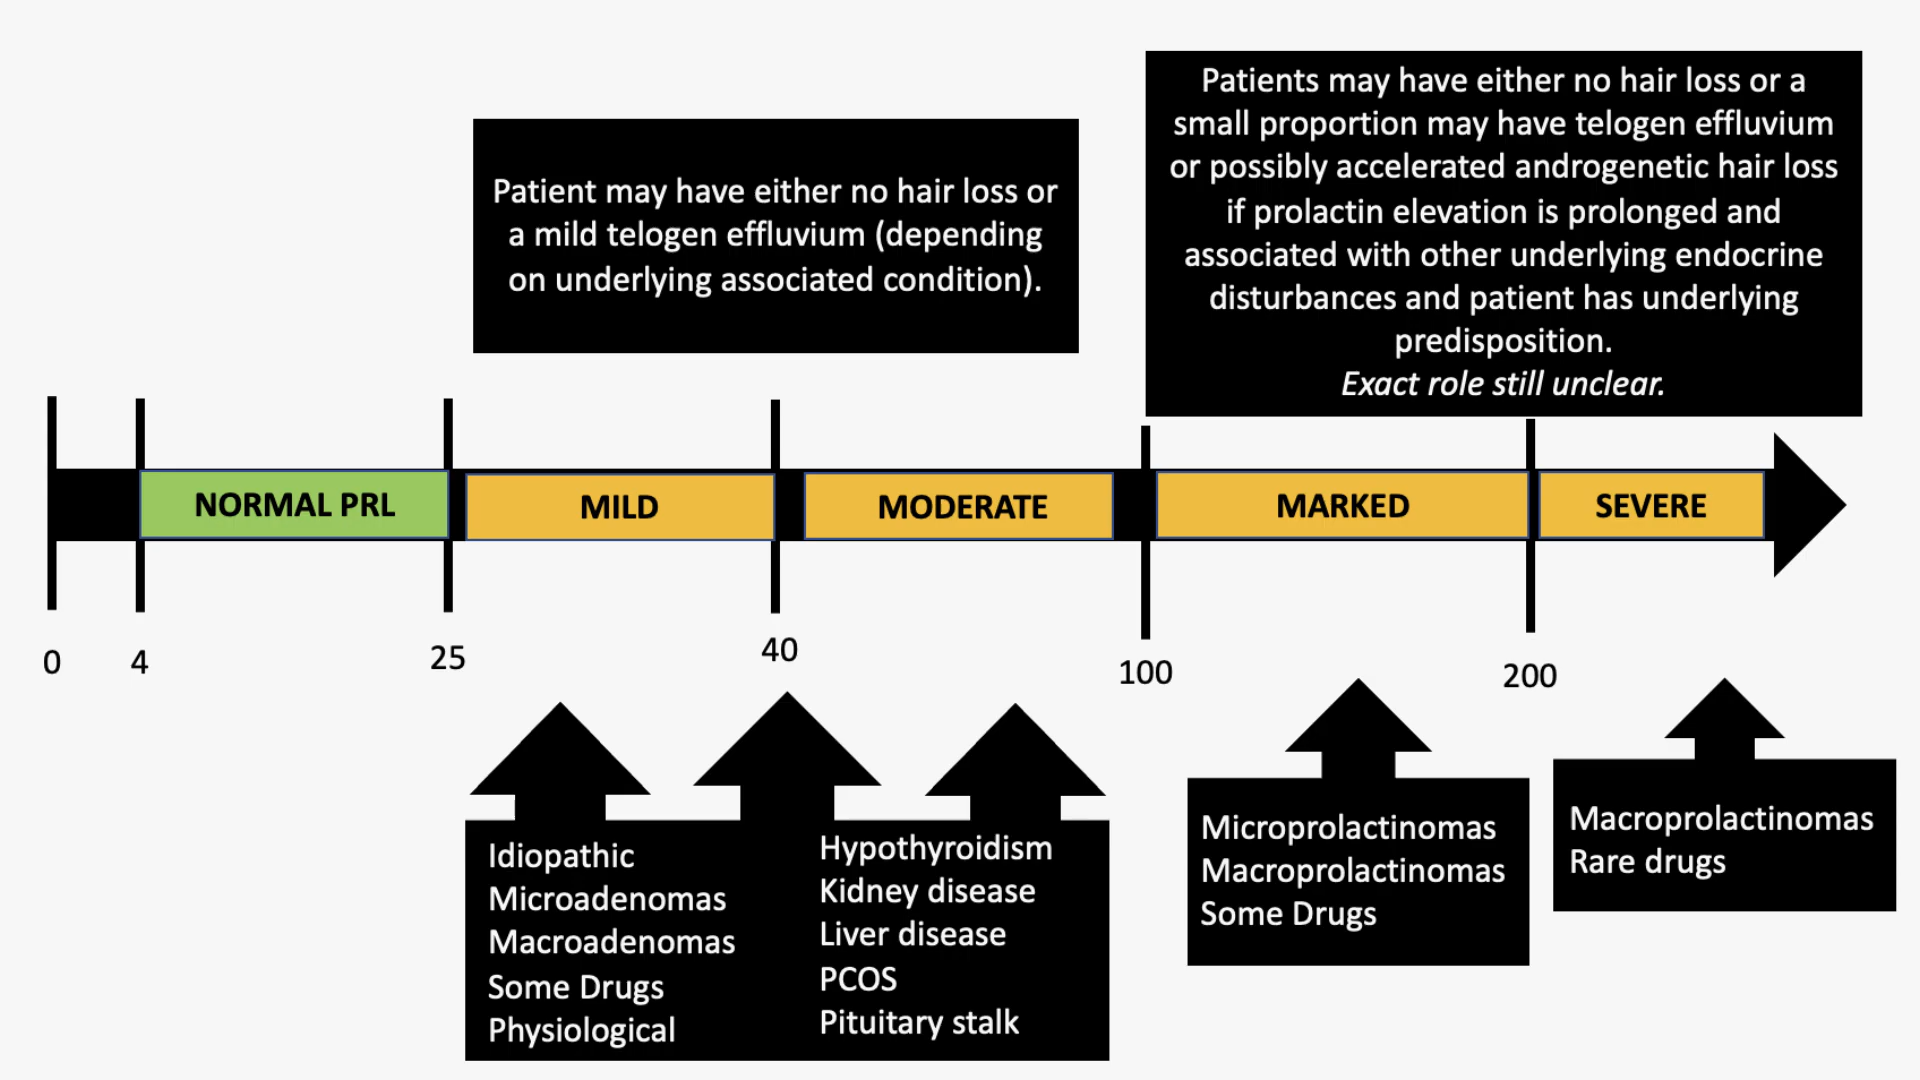 Patients may have either no hair loss or a
small proportion may have telogen effluvium
or possibly accelerated androgenetic hair loss
if prolactin elevation is prolonged and
associated with other underlying endocrine
disturbances and patient has underlying
predisposition.
Exact role still unclear.
Patient may have either no hair loss or
a mild telogen effluvium (depending
on underlying associated condition).
NORMAL PRL
MILD
MODERATE
MARKED
SEVERE
0
4
25
40
100
200
Idiopathic
Microadenomas
Macroadenomas
Some Drugs
Physiological
Hypothyroidism
Kidney disease
Liver disease
PCOS
Pituitary stalk
Microprolactinomas
Macroprolactinomas
Some Drugs
Macroprolactinomas
Rare drugs